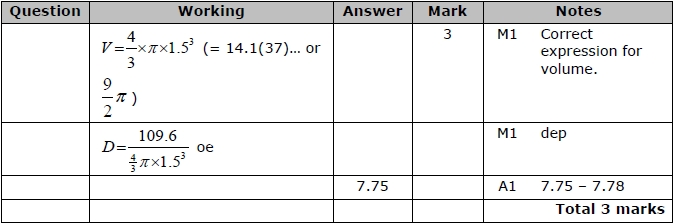 Question Working Answer Mark Notes
V=4/3×π×1.5³ (= 14.1(37)... or 3 M1 Correct
expression for
volume.
9/2 π )
D=109.6/(4/3 π×1.5³) oe M1 dep
7.75 A1 7.75 – 7.78
Total 3 marks